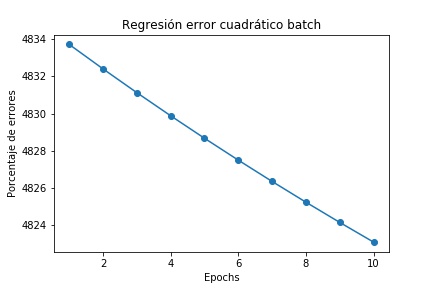 Regresión error cuadrático batch
Porcentaje de errores
4834
4832
4830
4828
4826
4824
2 4 6 8 10
Epochs